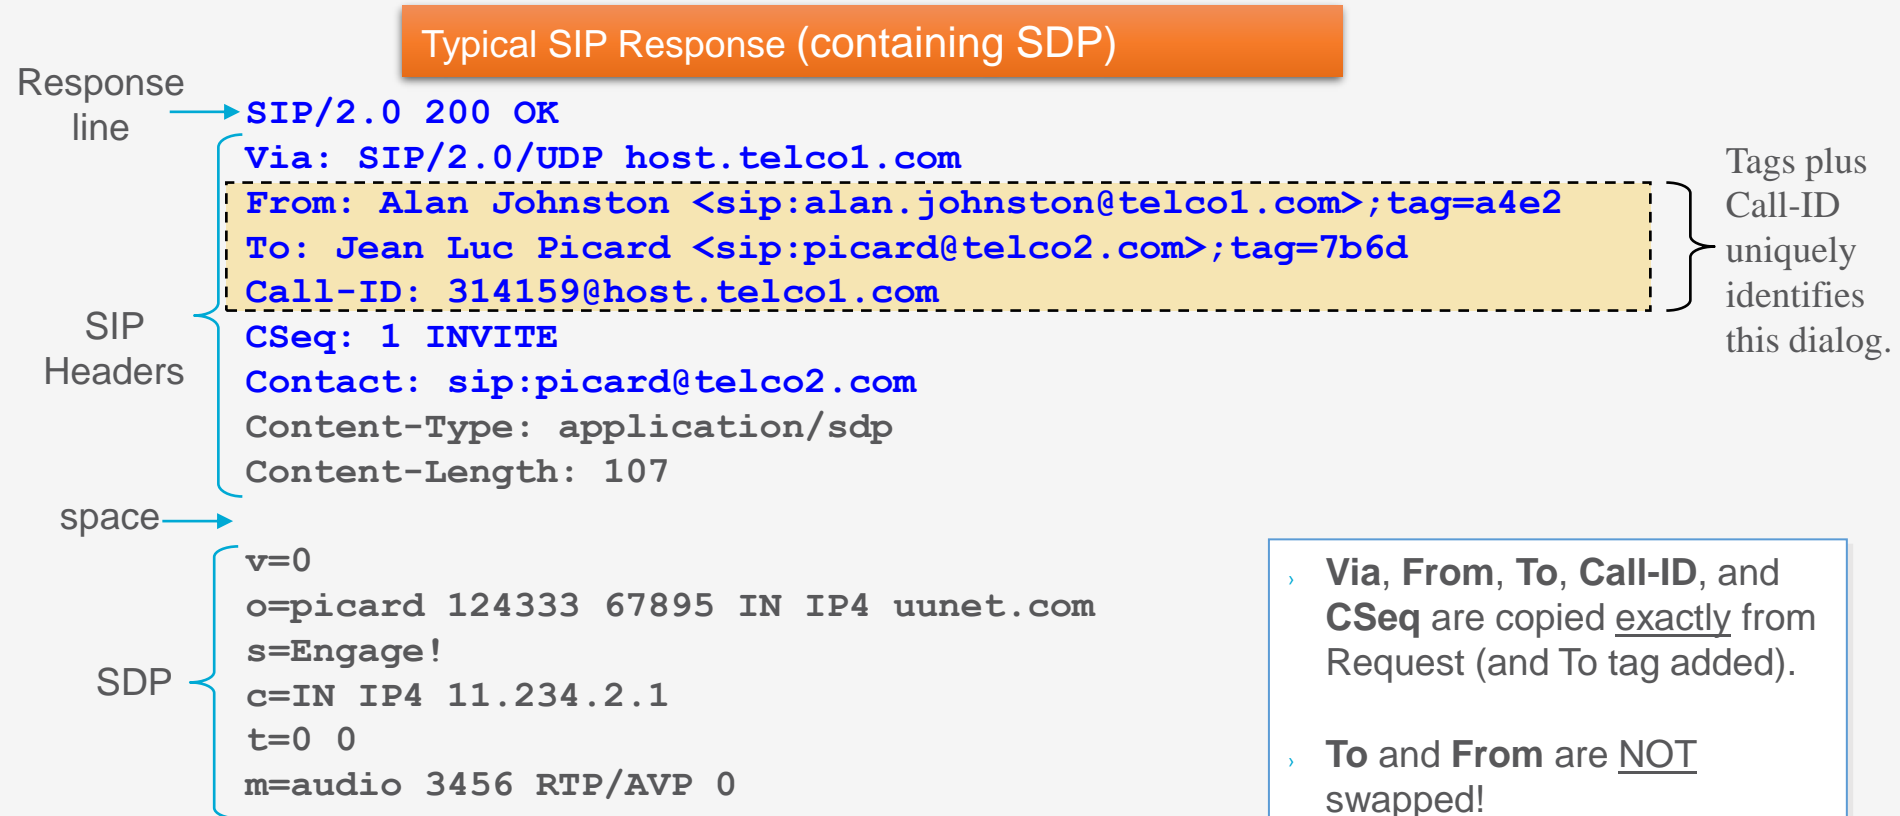 Typical SIP Response (containing SDP)
Response
line
SIP/2.0 200 OK
Via: SIP/2.0/UDP host.telco1.com
From: Alan Johnston <sip:alan.johnston@telco1.com>;tag=a4e2
To: Jean Luc Picard <sip:picard@telco2.com>;tag=7b6d
Call-ID: 314159@host.telco1.com
CSeq: 1 INVITE
Contact: sip:picard@telco2.com
Content-Type: application/sdp
Content-Length: 107
SIP
Headers
Tags plus
Call-ID
uniquely
identifies
this dialog.
space
SDP
v=0
o=picard 124333 67895 IN IP4 uunet.com
s=Engage!
c=IN IP4 11.234.2.1
t=0 0
m=audio 3456 RTP/AVP 0
› Via, From, To, Call-ID, and
CSeq are copied exactly from
Request (and To tag added).
› To and From are NOT
swapped!